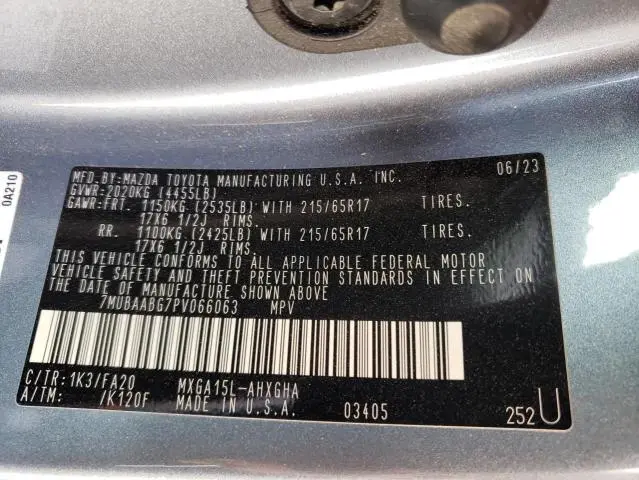 MFD.BY:MAZDA TOYOTA MANUFACTURING U.S.A. INC. 06/23
GVWR:2020KG (4455LB)
GAWR:FRT. 1150KG (2535LB) WITH 215/65R17 TIRES.
17X6 1/2J RIMS.
RR. 1100KG (2425LB) WITH 215/65R17 TIRES.
17X6 1/2J RIMS.
THIS VEHICLE CONFORMS TO ALL APPLICABLE FEDERAL MOTOR
VEHICLE SAFETY AND THEFT PREVENTION STANDARDS IN EFFECT ON
THE DATE OF MANUFACTURE SHOWN ABOVE
7MUBAABG7PV066063 MPV
C/TR:1K3/FA20 MXGA15L-AHXGHA
A/TM: /K120F MADE IN U.S.A. 03405 252U
0A210